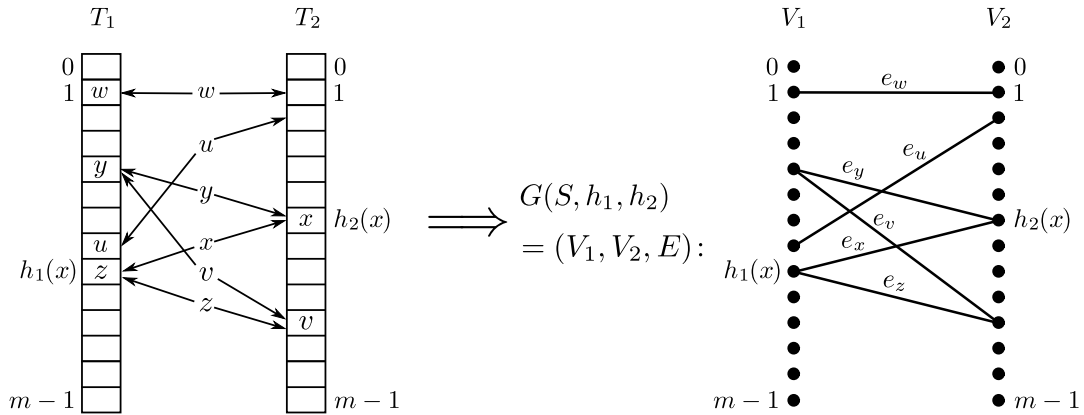 T₁ T₂ V₁ V₂
0 0 0 0
1 w w 1 1 e_w 1
u e_u
y y e_y
x h₂(x) G(S, h₁, h₂) h₂(x)
u x e_v
= (V₁, V₂, E): e_x
h₁(x) z v h₁(x)
z e_z
v
m − 1 m − 1 m − 1 m − 1